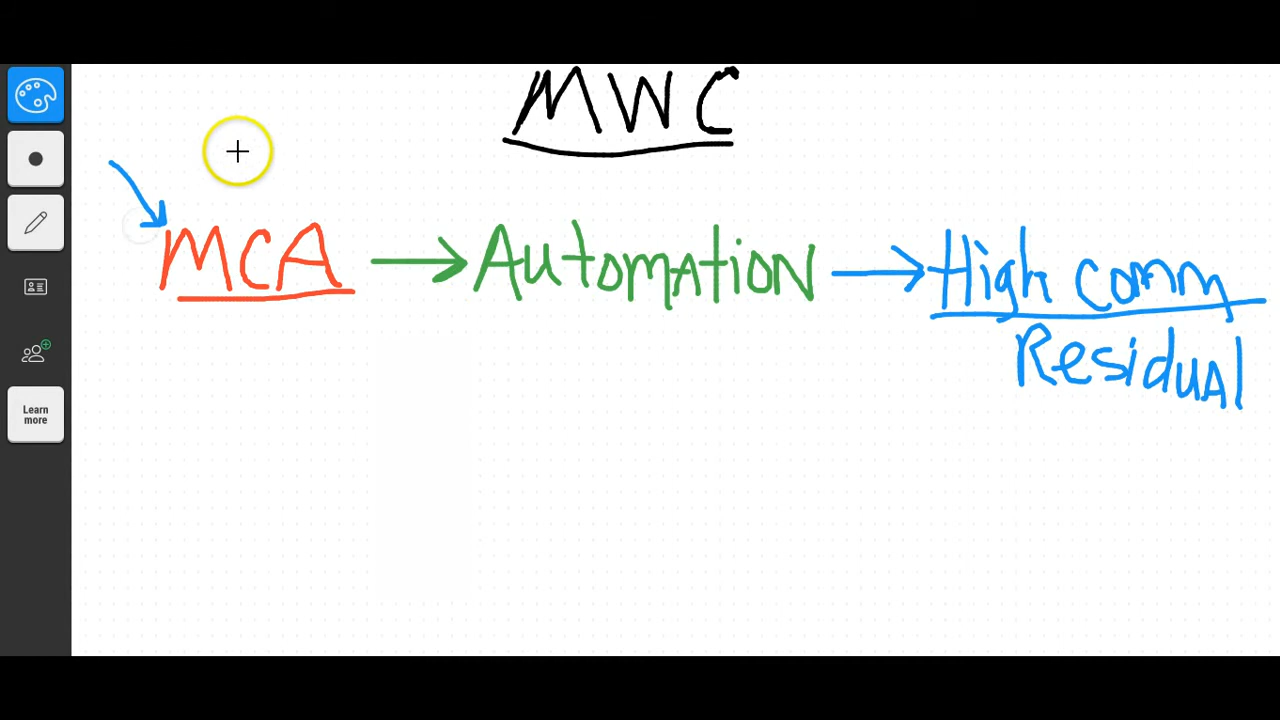 MWC
MCA → Automation → High comm
Residual
Learn
more